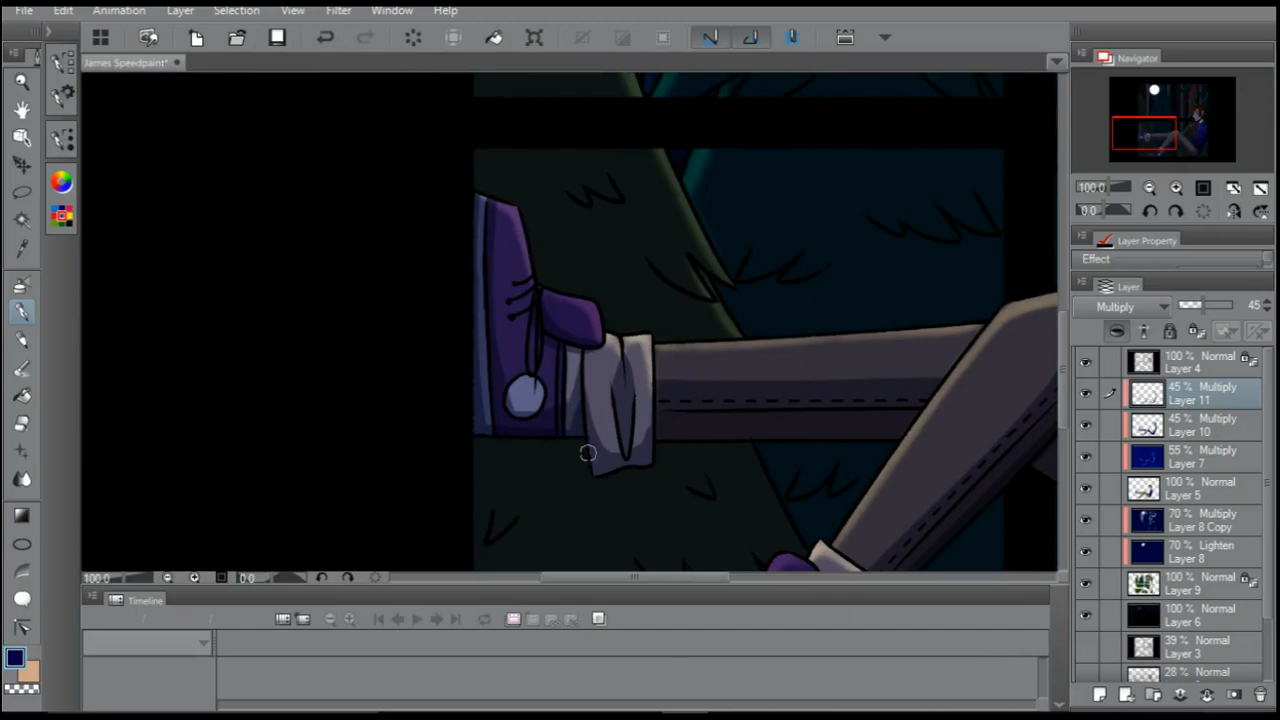 File Edit Animation Layer Selection View Filter Window Help
James Speedpaint*
Navigator
100.0
0.0
Layer Property
Effect
Layer
Multiply 45
100 % Normal
Layer 4
45 % Multiply
Layer 11
45 % Multiply
Layer 10
55 % Multiply
Layer 7
100 % Normal
Layer 5
70 % Multiply
Layer 8 Copy
70 % Lighten
Layer 8
100 % Normal
Layer 9
100 % Normal
Layer 6
39 % Normal
Layer 3
28 % Normal
100.0 0.0
Timeline